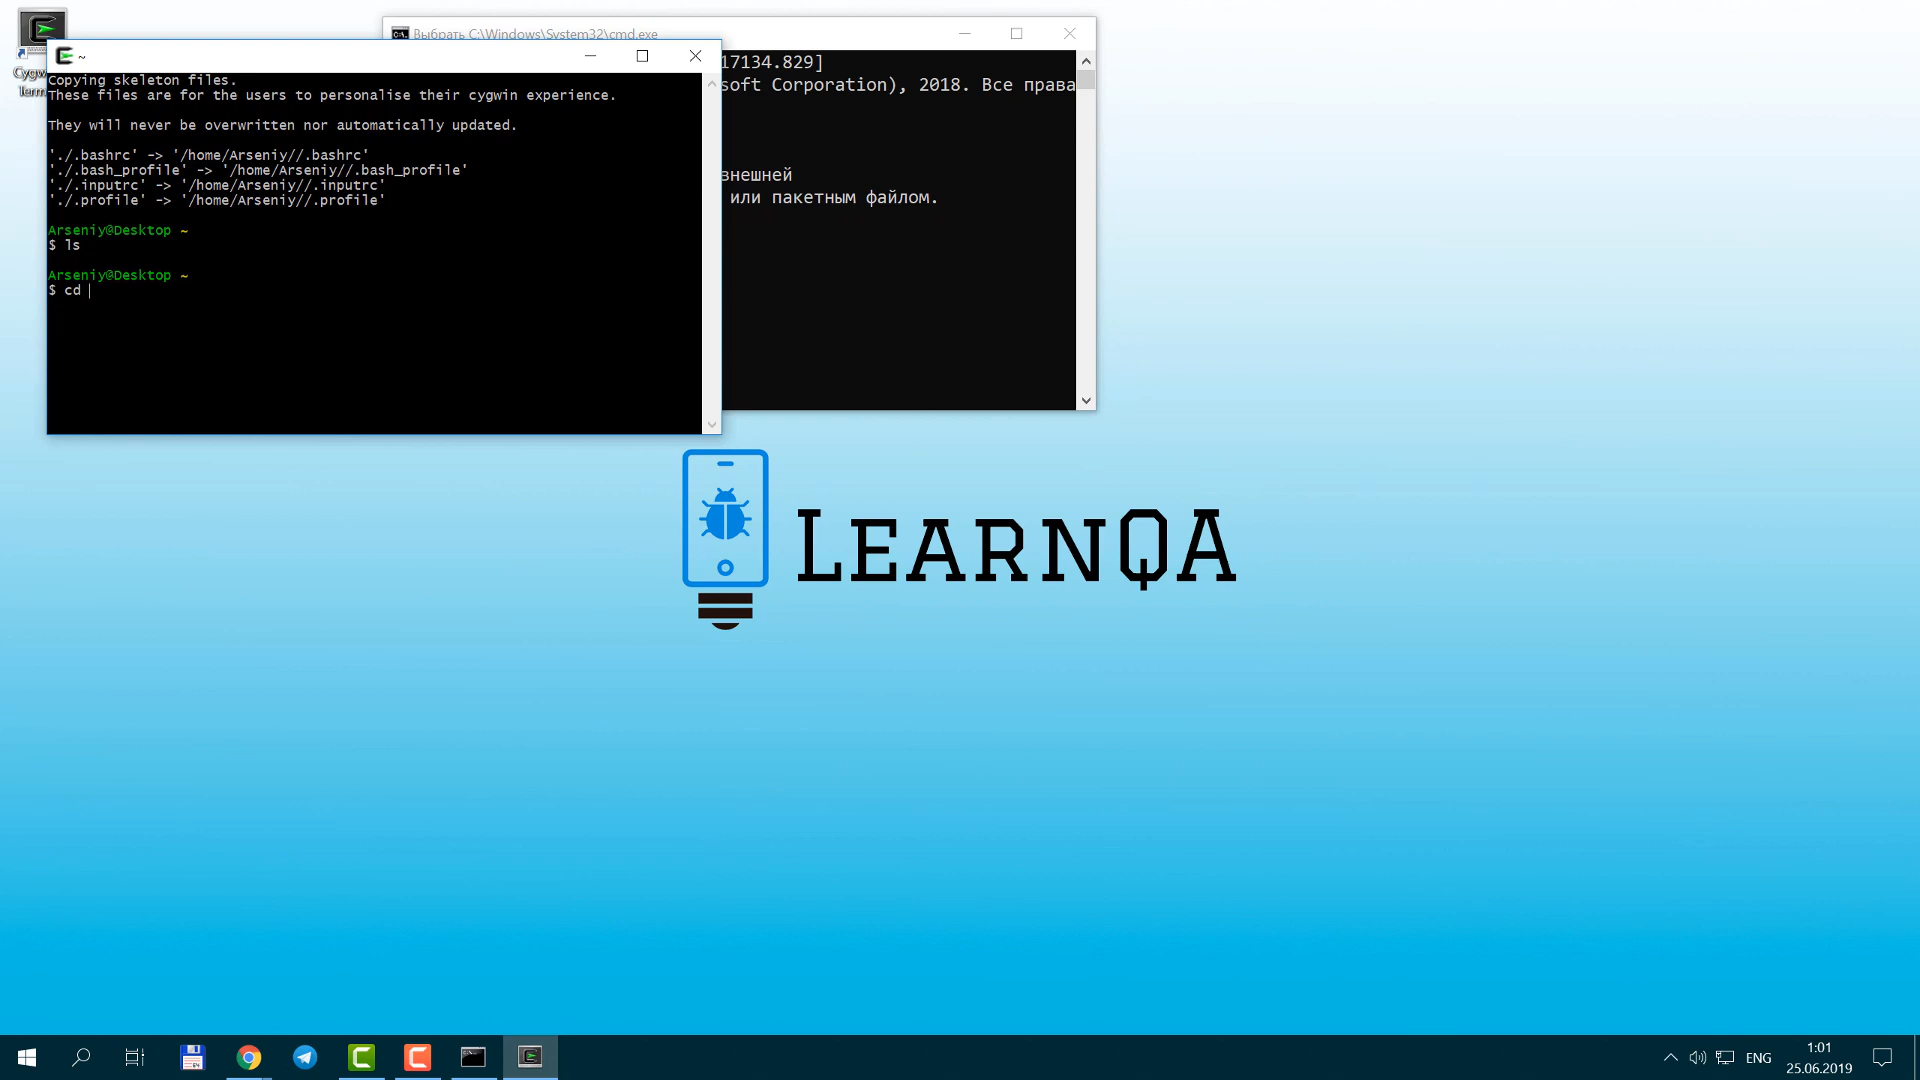 Выбрать C:\Windows\System32\cmd.exe
~
Copying skeleton files.
These files are for the users to personalise their cygwin experience.
They will never be overwritten nor automatically updated.
'./.bashrc' -> '/home/Arseniy//.bashrc'
'./.bash_profile' -> '/home/Arseniy//.bash_profile'
'./.inputrc' -> '/home/Arseniy//.inputrc'
'./.profile' -> '/home/Arseniy//.profile'
Arseniy@Desktop ~
$ ls
Arseniy@Desktop ~
$ cd
17134.829]
soft Corporation), 2018. Все права
внешней
или пакетным файлом.
LearnQA
ENG
1:01
25.06.2019